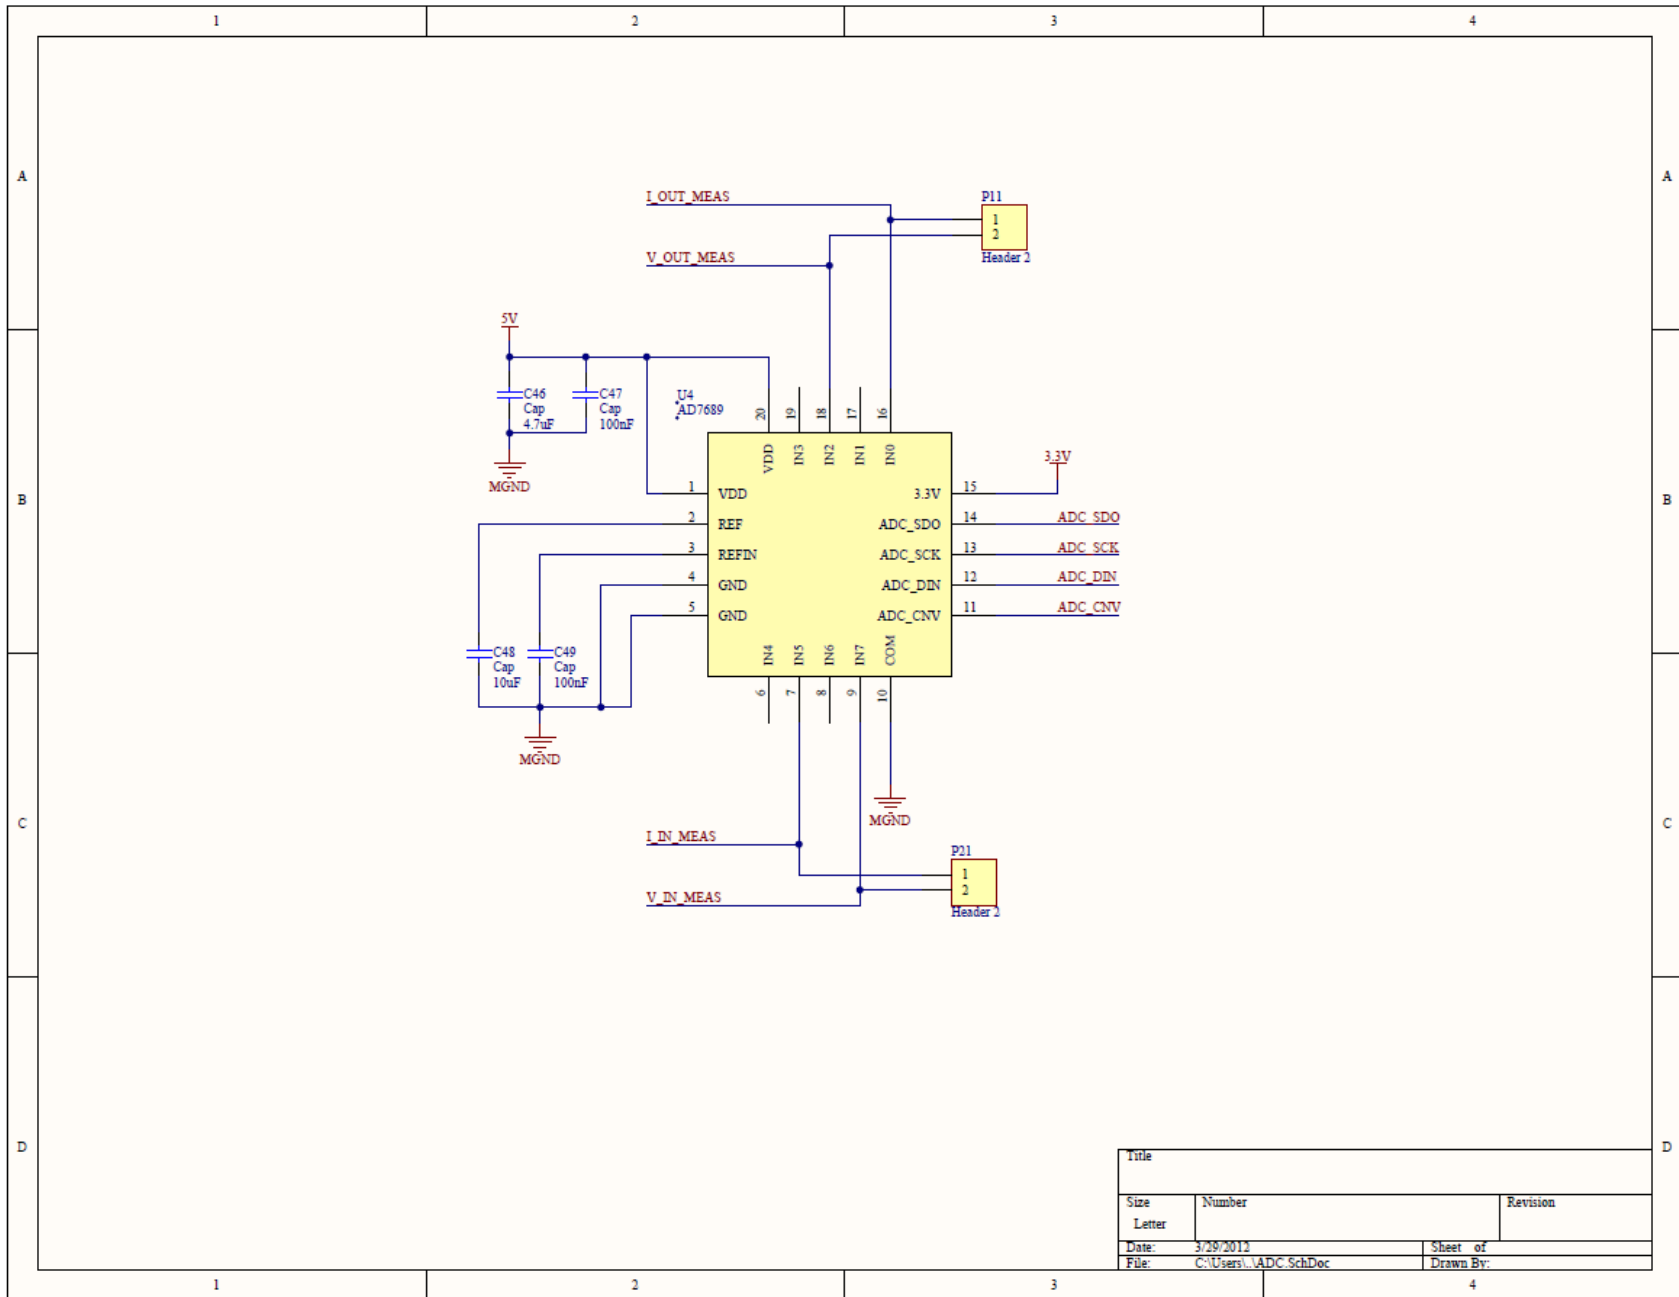 1 2 3 4
A A
I_OUT_MEAS
P11
1
2
Header 2
V_OUT_MEAS
5V
C46
Cap
4.7uF
C47
Cap
100nF
U4
AD7689
20 19 18 17 16
VDD IN3 IN2 IN1 IN0
MGND
3.3V
B B
1 VDD 3.3V 15
2 REF ADC_SDO 14 ADC_SDO
3 REFIN ADC_SCK 13 ADC_SCK
4 GND ADC_DIN 12 ADC_DIN
5 GND ADC_CNV 11 ADC_CNV
IN4 IN5 IN6 IN7 COM
6 7 8 9 10
C48
Cap
10uF
C49
Cap
100nF
MGND
MGND
C C
I_IN_MEAS
P21
1
2
Header 2
V_IN_MEAS
D D
Title
Size Number Revision
Letter
Date: 3/29/2012 Sheet of
File: C:\Users\..\ADC.SchDoc Drawn By:
1 2 3 4